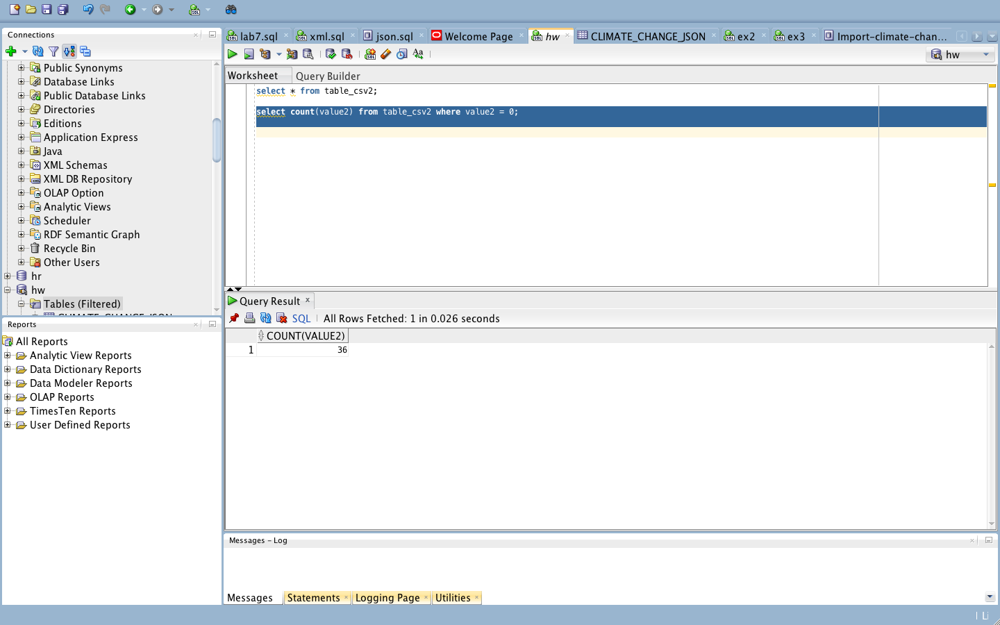 Connections
Public Synonyms
Database Links
Public Database Links
Directories
Editions
Application Express
Java
XML Schemas
XML DB Repository
OLAP Option
Analytic Views
Scheduler
RDF Semantic Graph
Recycle Bin
Other Users
hr
hw
Tables (Filtered)
CLIMATE_CHANGE_JSON
Reports
All Reports
Analytic View Reports
Data Dictionary Reports
Data Modeler Reports
OLAP Reports
TimesTen Reports
User Defined Reports
lab7.sql xml.sql json.sql Welcome Page hw CLIMATE_CHANGE_JSON ex2 ex3 Import-climate-chan...
hw
Worksheet Query Builder
select * from table_csv2;
select count(value2) from table_csv2 where value2 = 0;
Query Result
SQL All Rows Fetched: 1 in 0.026 seconds
COUNT(VALUE2)
1 36
Messages - Log
Messages Statements Logging Page Utilities